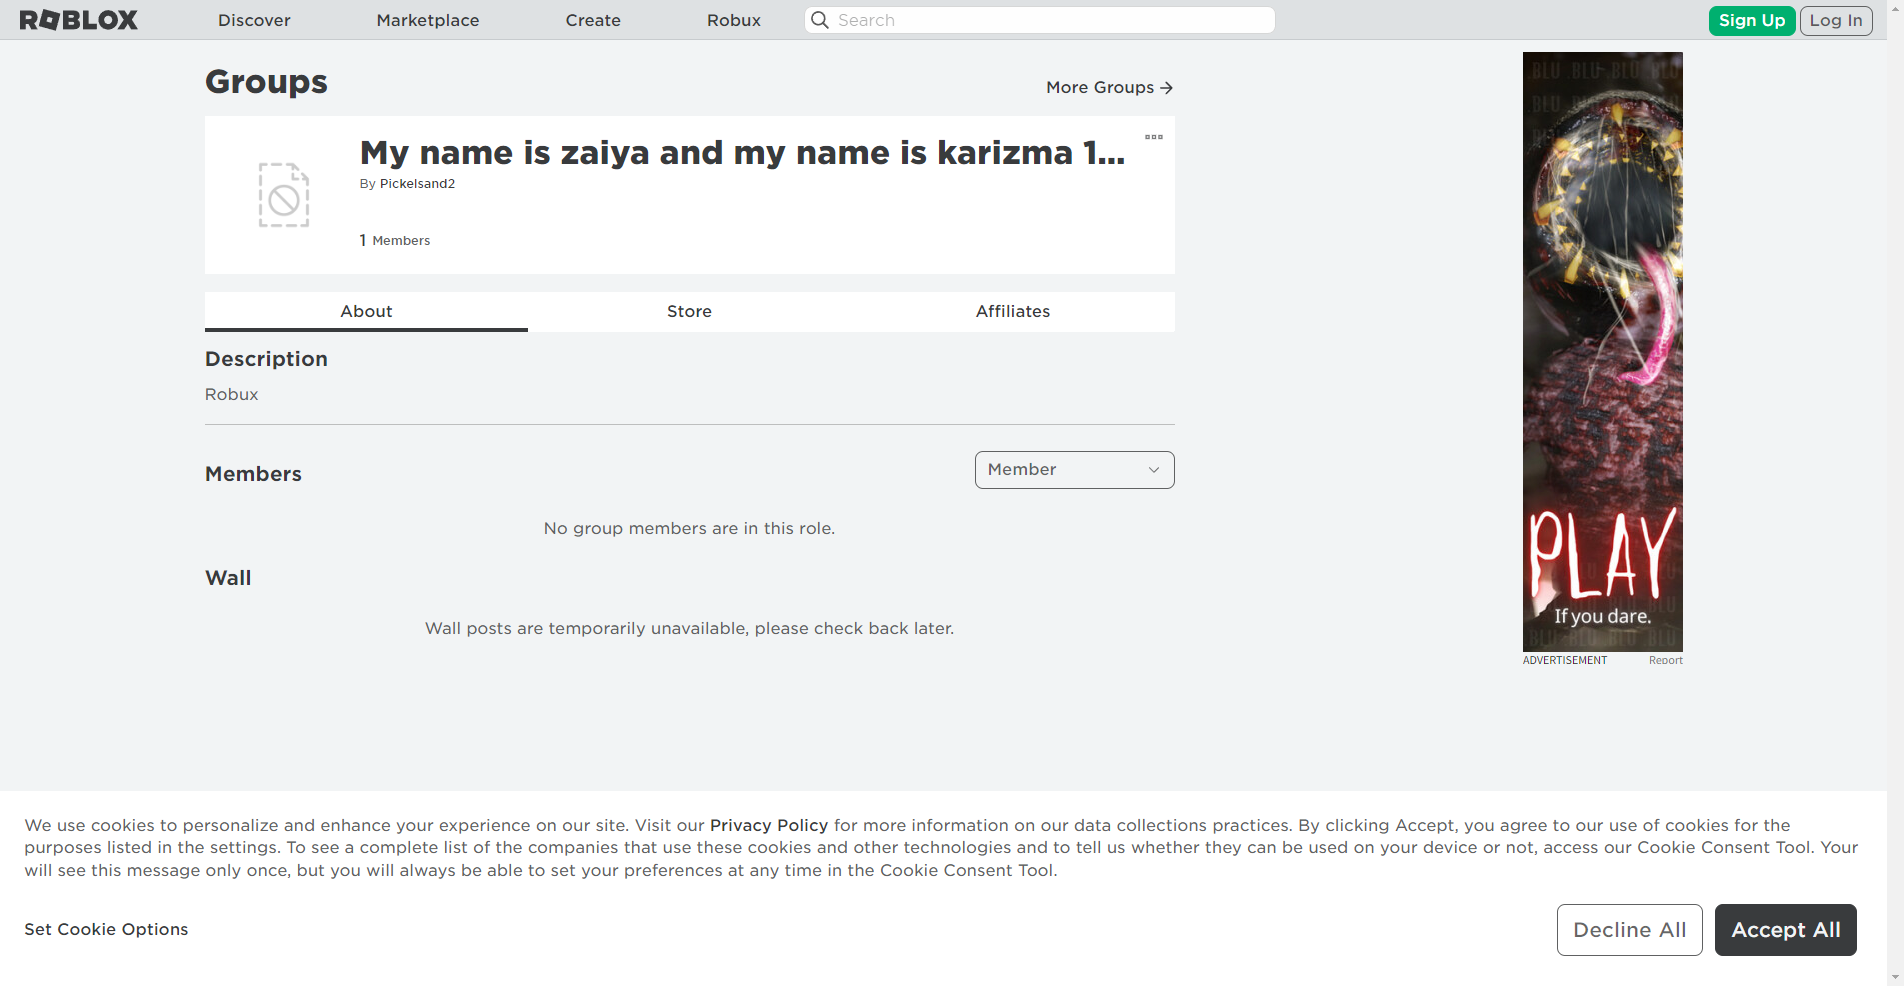 ROBLOX
Discover
Marketplace
Create
Robux
Search
Sign Up
Log In
Groups
More Groups →
My name is zaiya and my name is karizma 1...
By Pickelsand2
1 Members
About
Store
Affiliates
Description
Robux
Members
Member
No group members are in this role.
Wall
Wall posts are temporarily unavailable, please check back later.
BLU BLU BLU BLU
BLU
PLAY
If you dare.
BLU BLU BLU BLU
ADVERTISEMENT
Report
We use cookies to personalize and enhance your experience on our site. Visit our Privacy Policy for more information on our data collections practices. By clicking Accept, you agree to our use of cookies for the
purposes listed in the settings. To see a complete list of the companies that use these cookies and other technologies and to tell us whether they can be used on your device or not, access our Cookie Consent Tool. Your
will see this message only once, but you will always be able to set your preferences at any time in the Cookie Consent Tool.
Set Cookie Options
Decline All
Accept All